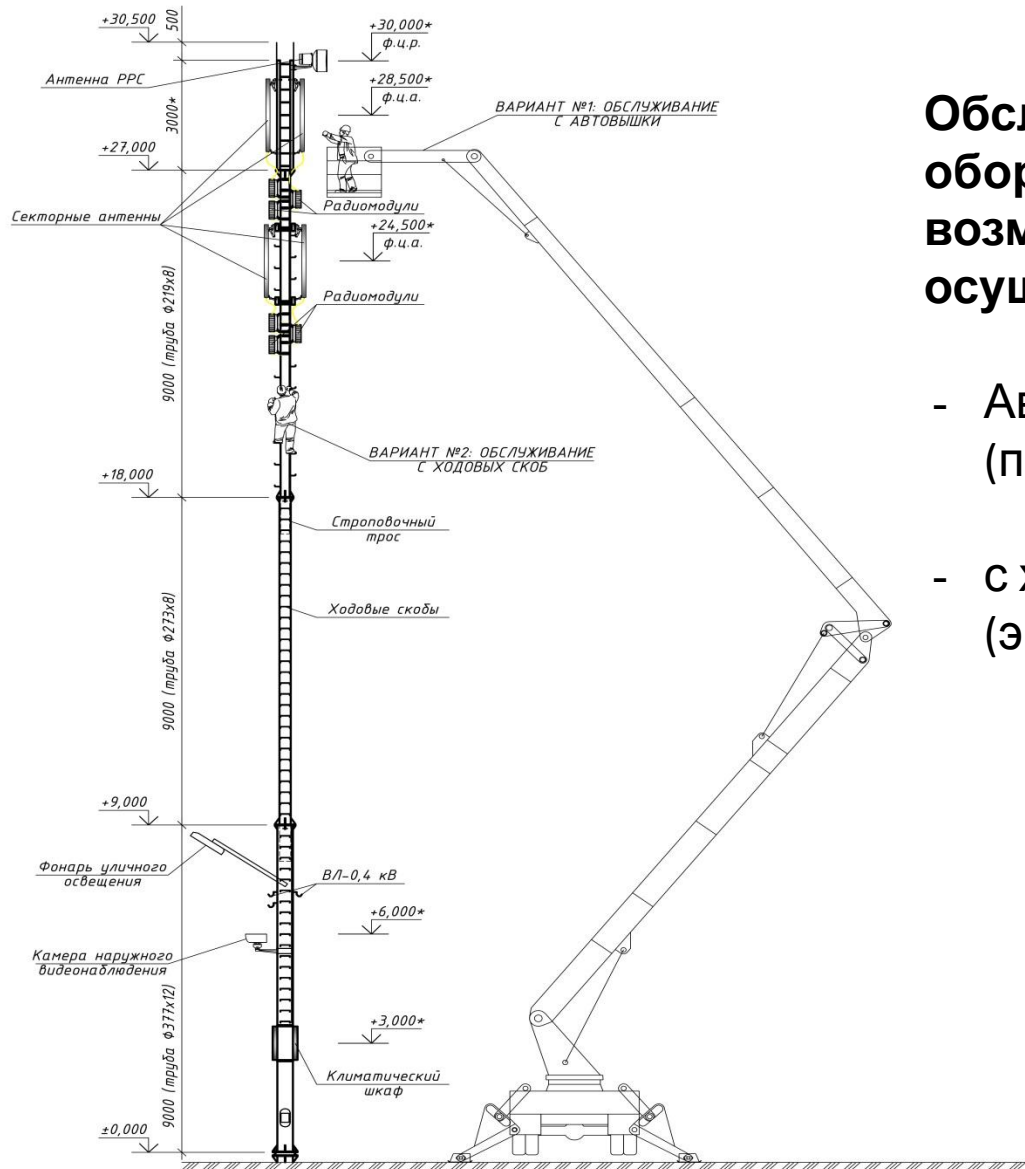 +30,500
500
+30,000*
ф.ц.р.
Антенна РРС
+28,500*
ф.ц.а.
3000*
ВАРИАНТ №1: ОБСЛУЖИВАНИЕ
С АВТОВЫШКИ
+27,000
Радиомодули
Секторные антенны
+24,500*
ф.ц.а.
Радиомодули
9000 (труба Ф219х8)
ВАРИАНТ №2: ОБСЛУЖИВАНИЕ
С ХОДОВЫХ СКОБ
+18,000
Строповочный
трос
Ходовые скобы
9000 (труба Ф273х8)
+9,000
Фонарь уличного
освещения
ВЛ-0,4 кВ
+6,000*
Камера наружного
видеонаблюдения
+3,000*
Климатический
шкаф
9000 (труба Ф377х12)
±0,000
Обсл
обор
возм
осущ
- Ав
(п
- с х
(э